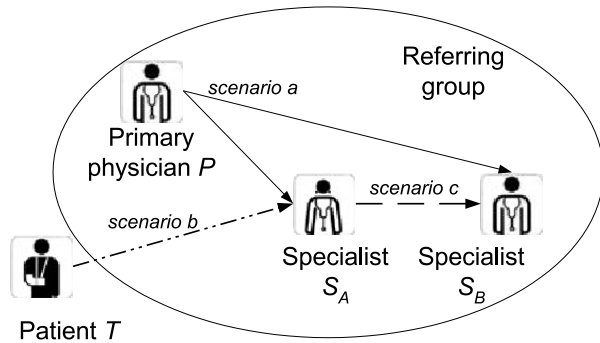 Referring
group
scenario a
Primary
physician P
scenario b
scenario c
Specialist
S_A
Specialist
S_B
Patient T